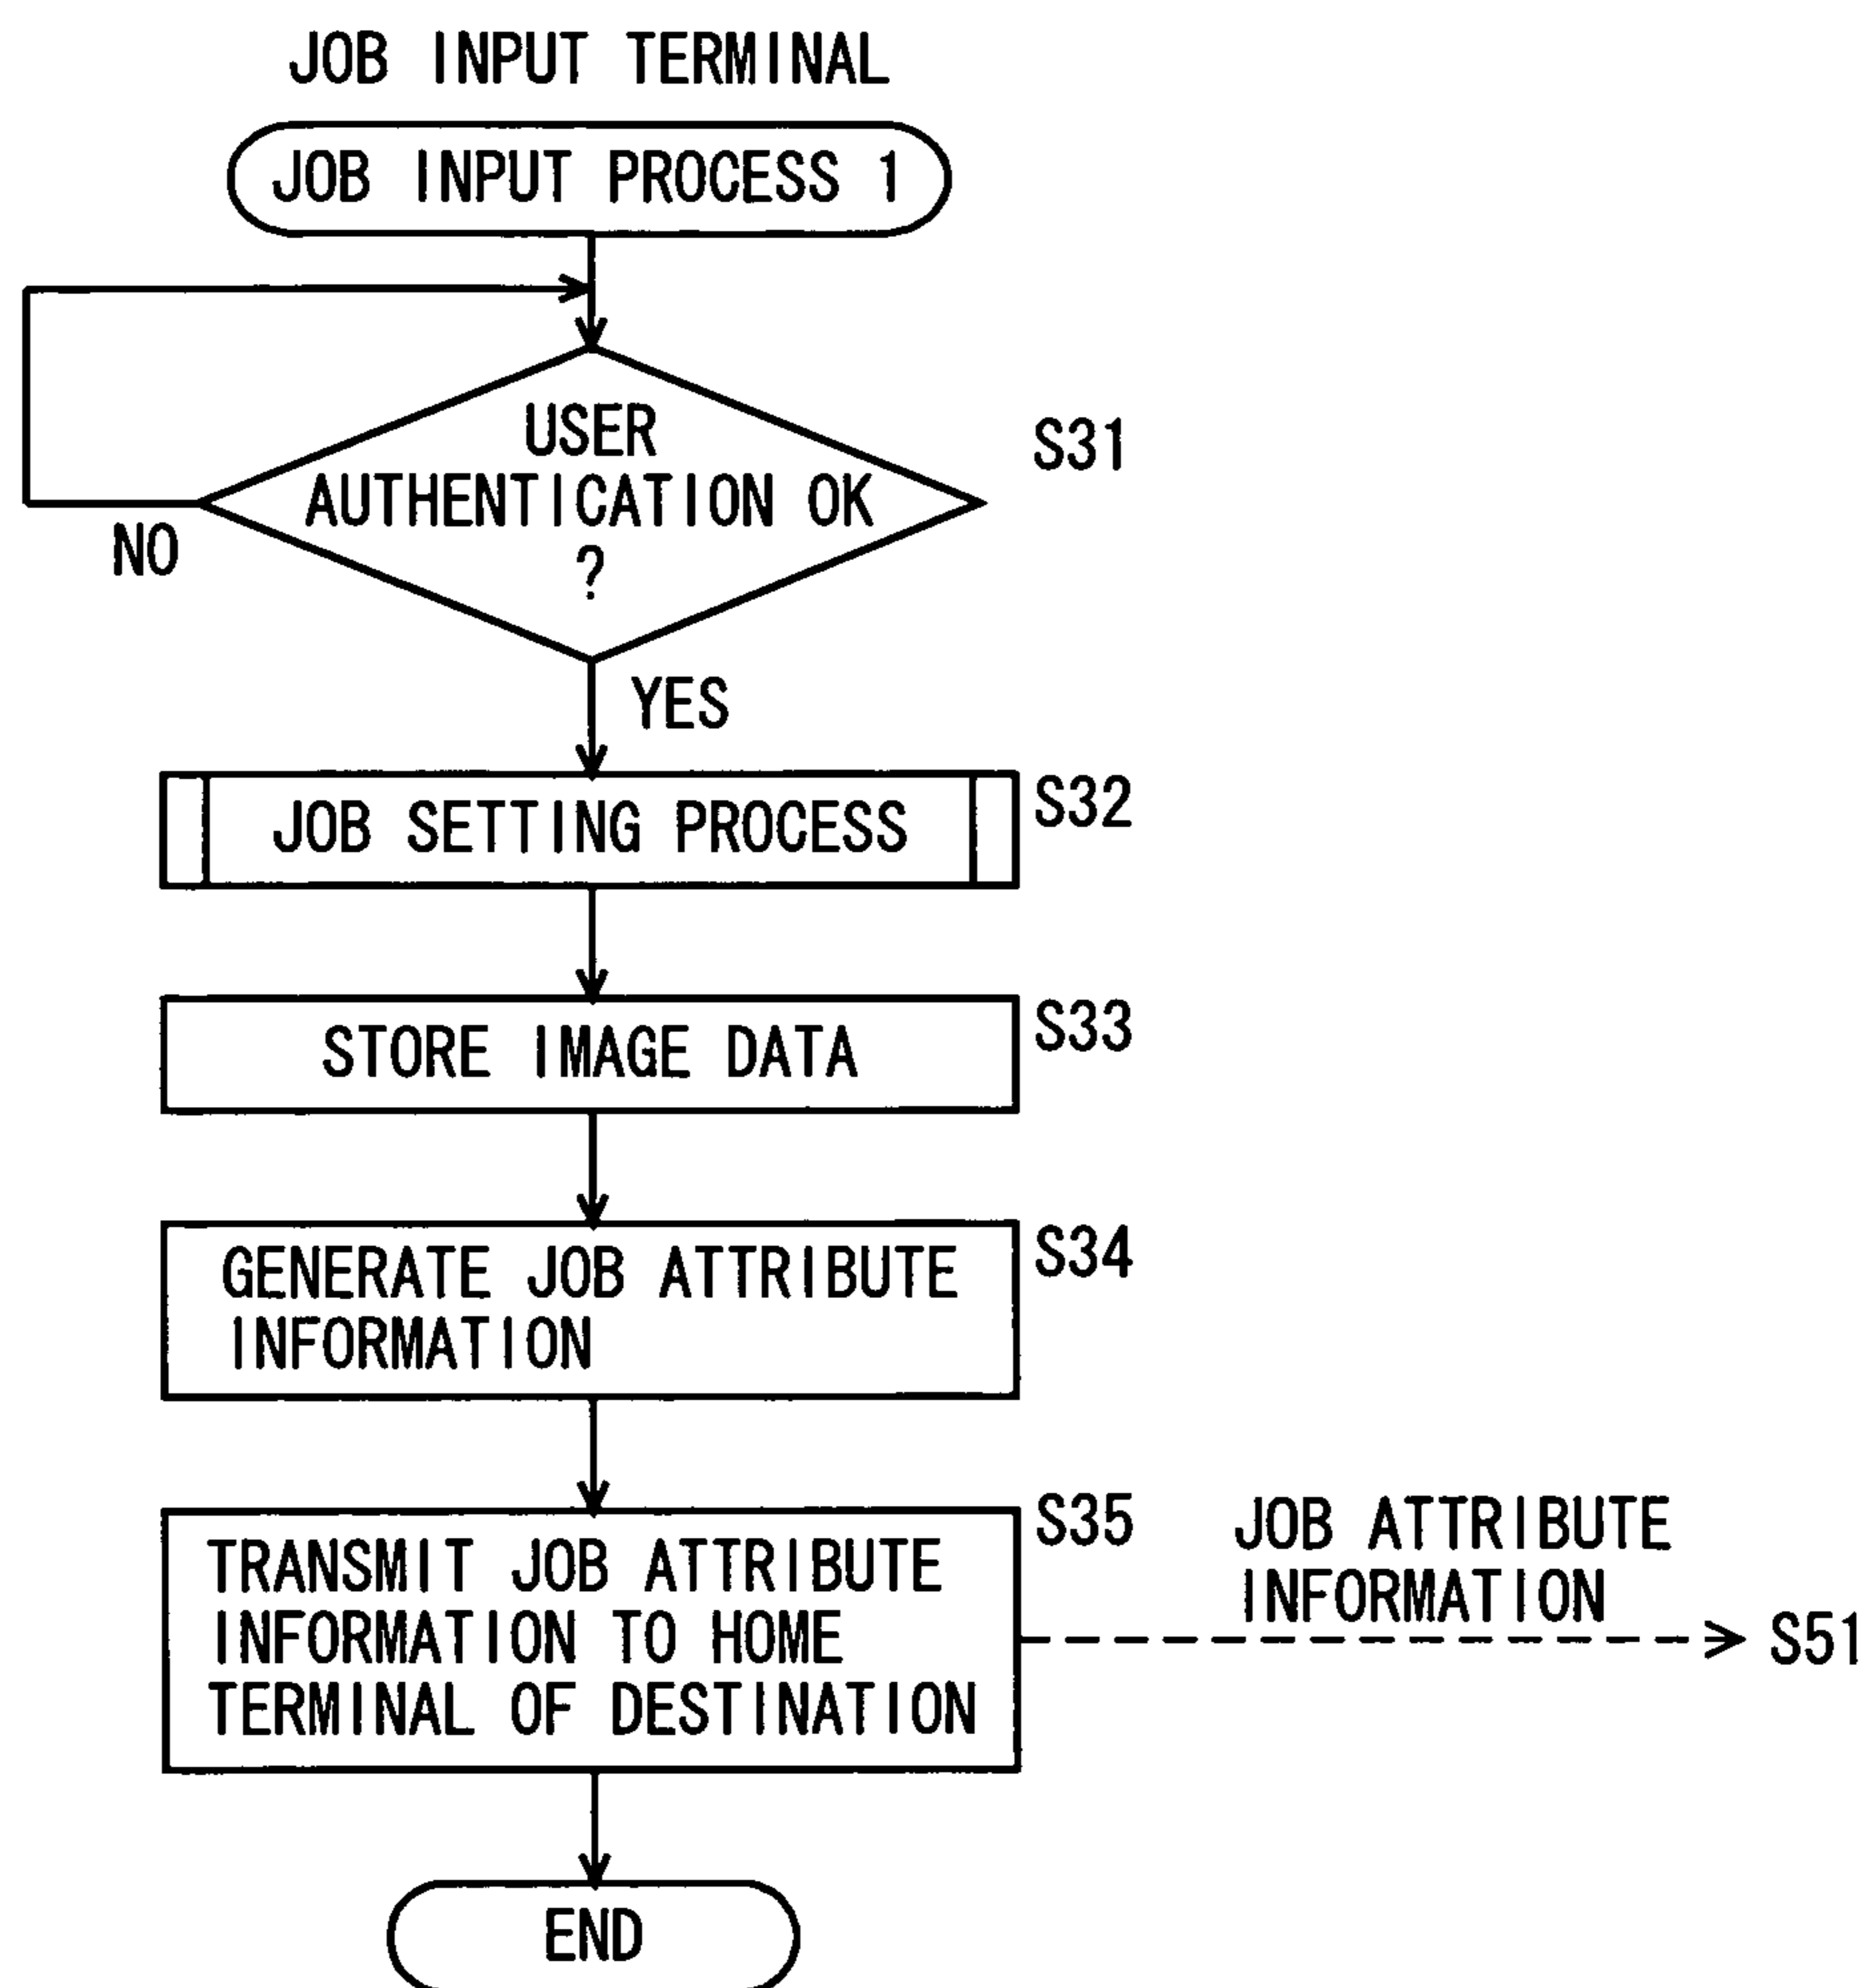 JOB INPUT TERMINAL
JOB INPUT PROCESS 1
USER
AUTHENTICATION OK
?
S31
NO
YES
JOB SETTING PROCESS
S32
STORE IMAGE DATA
S33
GENERATE JOB ATTRIBUTE
INFORMATION
S34
TRANSMIT JOB ATTRIBUTE
INFORMATION TO HOME
TERMINAL OF DESTINATION
S35
JOB ATTRIBUTE
INFORMATION
S51
END